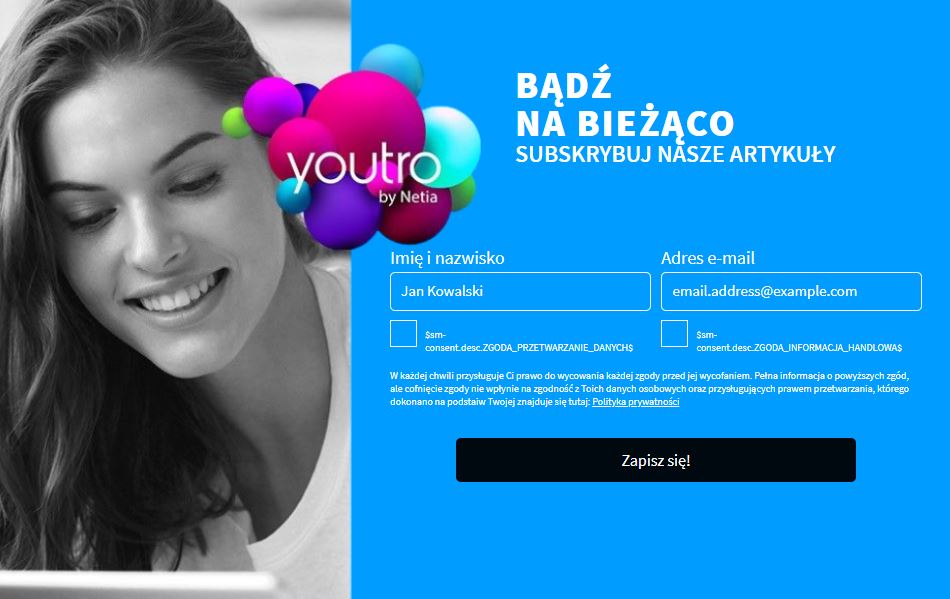 BĄDŹ
NA BIEŻĄCO
SUBSKRYBUJ NASZE ARTYKUŁY
youtro
by Netia
Imię i nazwisko
Adres e-mail
Jan Kowalski
email.address@example.com
$sm-
consent.desc.ZGODA_PRZETWARZANIE_DANYCH$
$sm-
consent.desc.ZGODA_INFORMACJA_HANDLOWA$
W każdej chwili przysługuje Ci prawo do wycowania każdej zgody przed jej wycofaniem. Pełna informacja o powyższych zgód,
ale cofnięcie zgody nie wpłynie na zgodność z Toich danych osobowych oraz przysługujących prawem przetwarzania, którego
dokonano na podstaiw Twojej znajduje się tutaj: Polityka prywatności
Zapisz się!